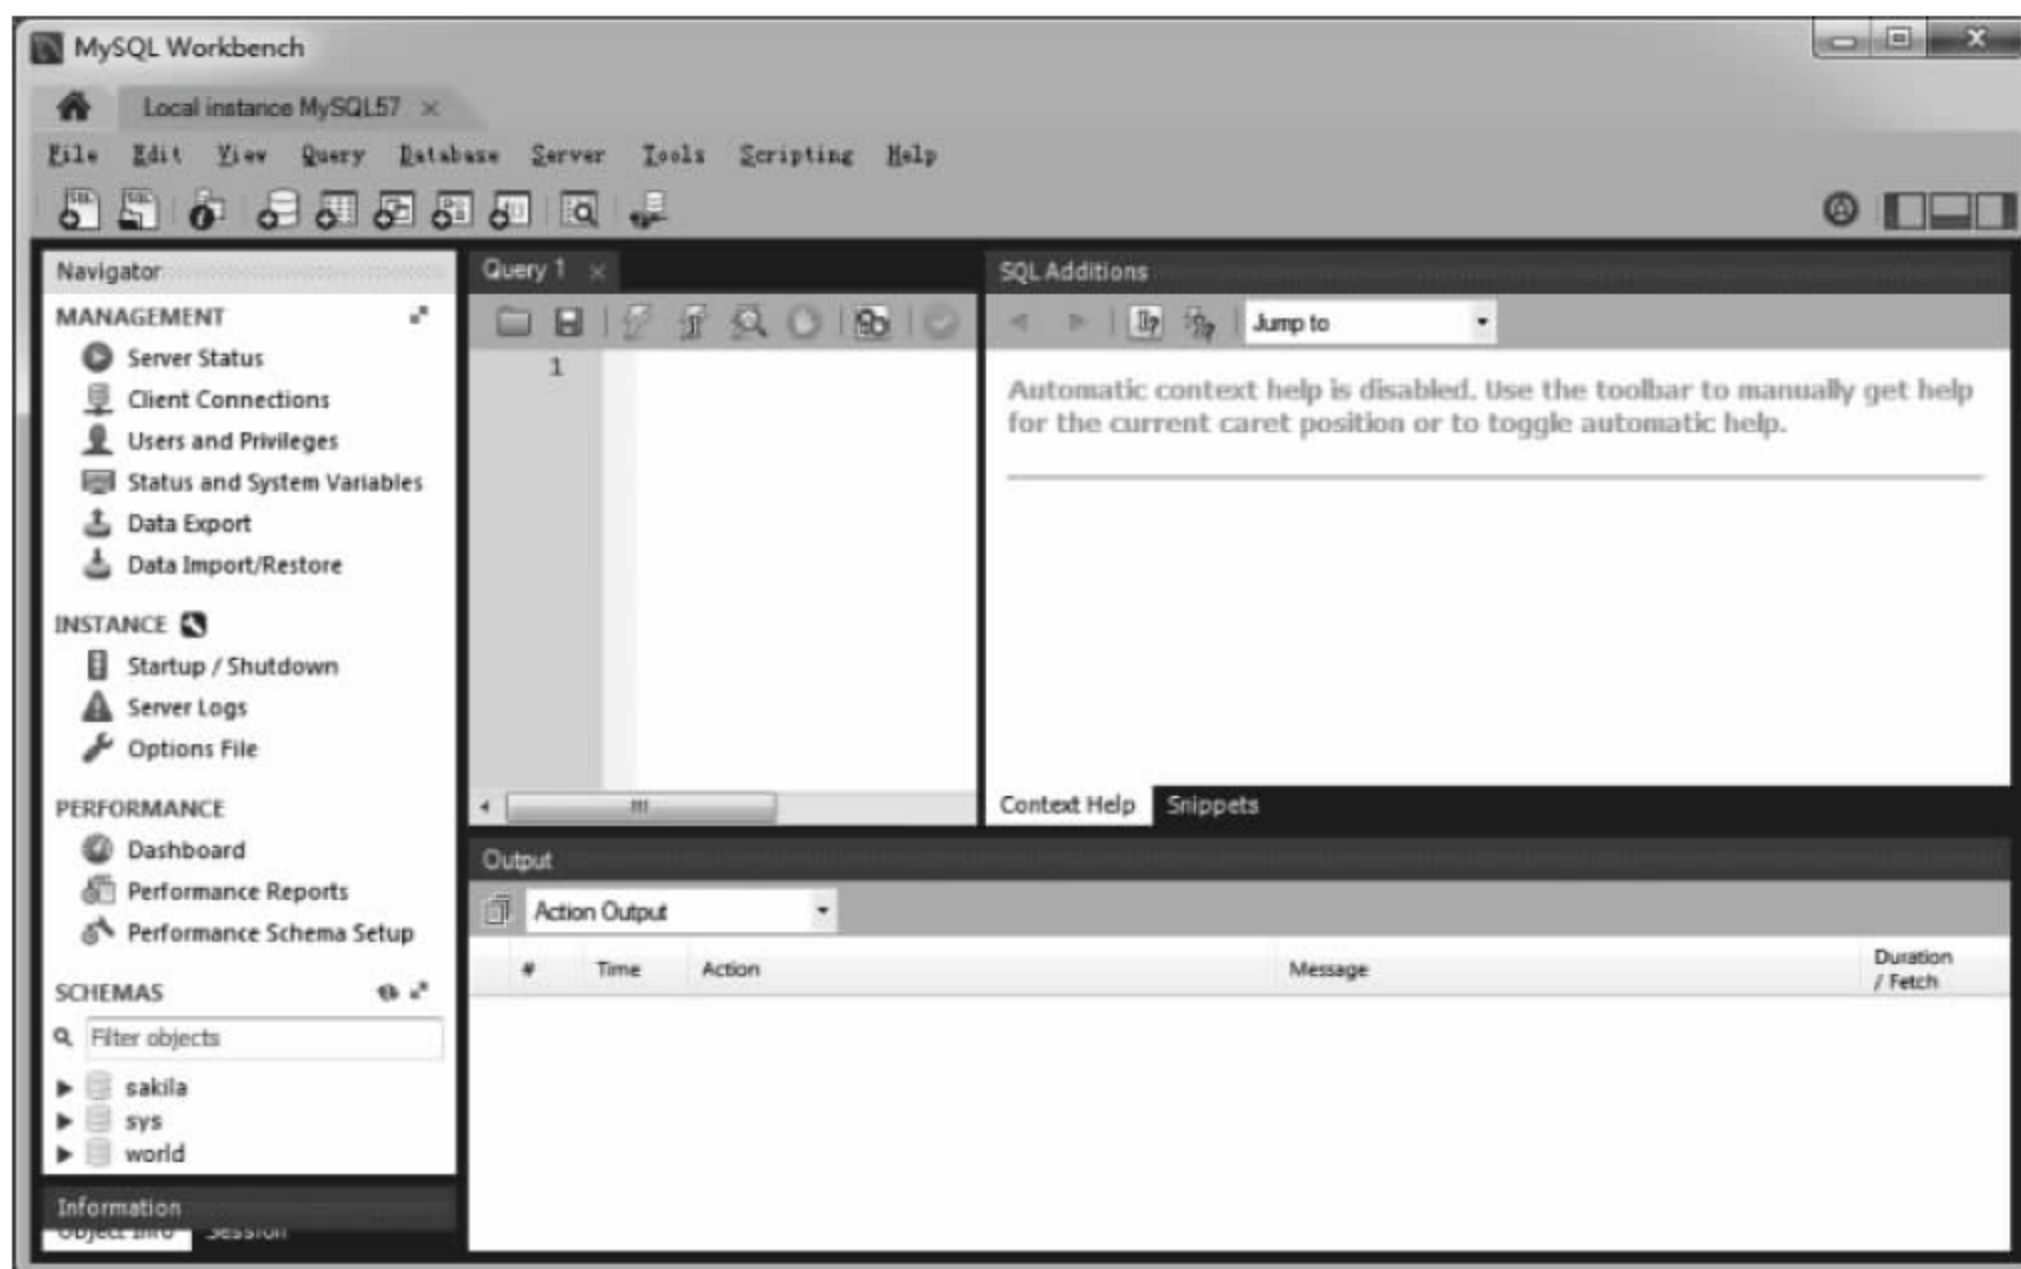 MySQL Workbench
Local instance MySQL57
File Edit View Query Database Server Tools Scripting Help
Navigator
MANAGEMENT
Server Status
Client Connections
Users and Privileges
Status and System Variables
Data Export
Data Import/Restore
INSTANCE
Startup / Shutdown
Server Logs
Options File
PERFORMANCE
Dashboard
Performance Reports
Performance Schema Setup
SCHEMAS
Filter objects
sakila
sys
world
Information
Object Info Session
Query 1
1
SQL Additions
Jump to
Automatic context help is disabled. Use the toolbar to manually get help
for the current caret position or to toggle automatic help.
Context Help Snippets
Output
Action Output
# Time Action Message Duration
/ Fetch